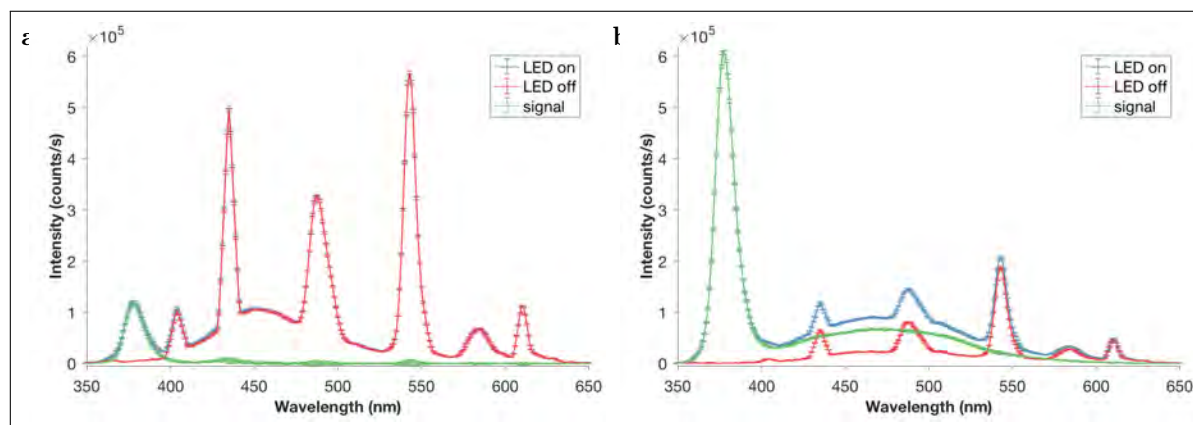 a
×10^5
6
5
4
3
2
1
0
350 400 450 500 550 600 650
Wavelength (nm)
Intensity (counts/s)
LED on
LED off
signal
b
×10^5
6
5
4
3
2
1
0
350 400 450 500 550 600 650
Wavelength (nm)
Intensity (counts/s)
LED on
LED off
signal